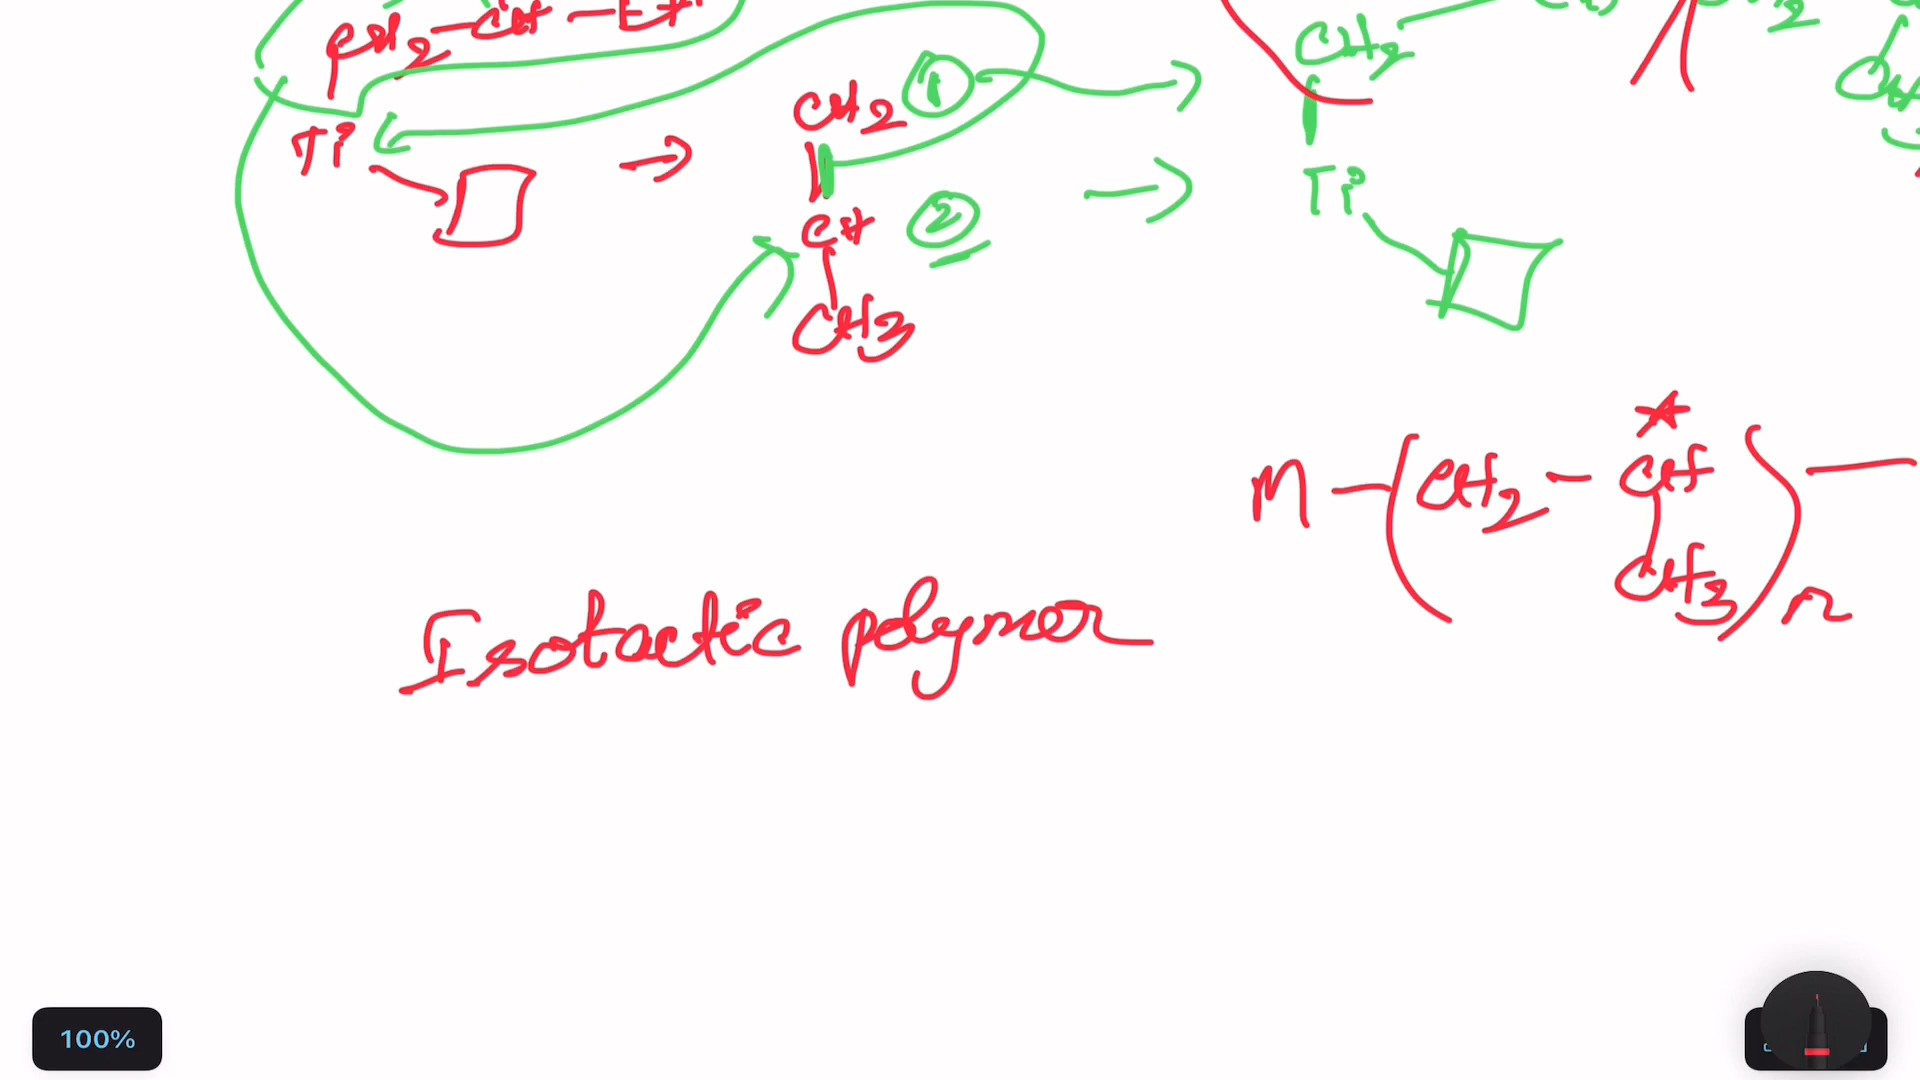 CH2-CH-Et
CH2 ①
CH2
Ti
Ti
CH ②
CH3
M-(CH2-CH*
CH3)n
Isotactic polymer
100%